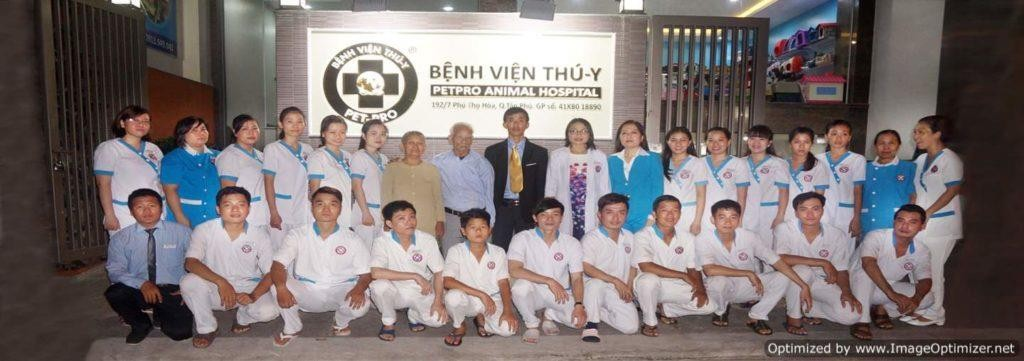 BỆNH VIỆN THÚ-Y
®
PET-PRO
BỆNH VIỆN THÚ-Y
PETPRO ANIMAL HOSPITAL
192/7 Phú Thọ Hòa, Q.Tân Phú. GP số: 41X80 18890
Optimized by www.ImageOptimizer.net